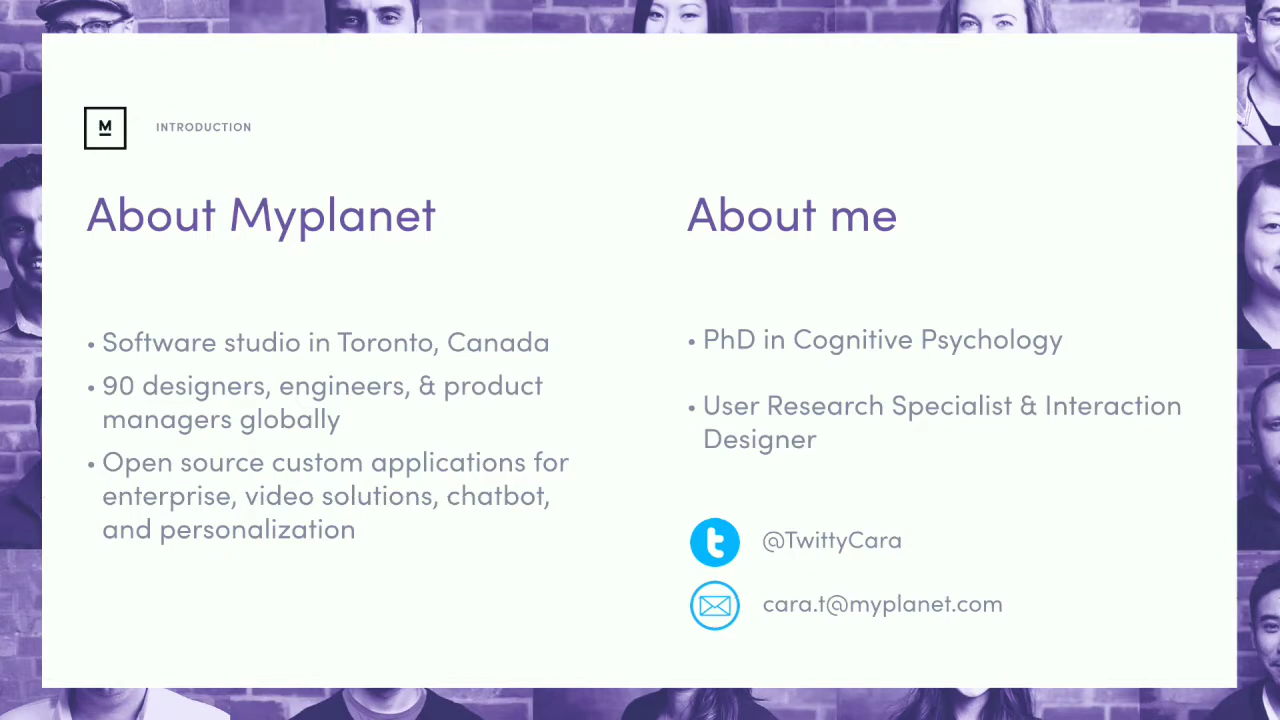 M
INTRODUCTION
About Myplanet
• Software studio in Toronto, Canada
• 90 designers, engineers, & product
managers globally
• Open source custom applications for
enterprise, video solutions, chatbot,
and personalization
About me
• PhD in Cognitive Psychology
• User Research Specialist & Interaction
Designer
@TwittyCara
cara.t@myplanet.com